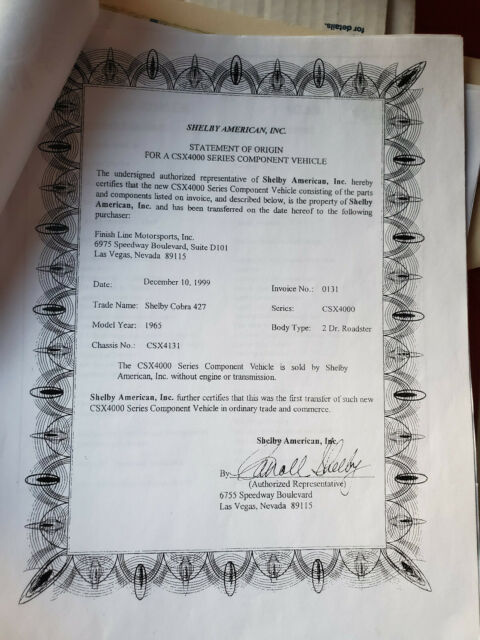 for details.
SHELBY AMERICAN, INC.
STATEMENT OF ORIGIN
FOR A CSX4000 SERIES COMPONENT VEHICLE
The undersigned authorized representative of Shelby American, Inc. hereby
certifies that the new CSX4000 Series Component Vehicle consisting of the parts
and components listed on invoice, and described below, is the property of Shelby
American, Inc. and has been transferred on the date hereof to the following
purchaser:
Finish Line Motorsports, Inc.
6975 Speedway Boulevard, Suite D101
Las Vegas, Nevada 89115
Date: December 10, 1999
Invoice No.: 0131
Trade Name: Shelby Cobra 427
Series: CSX4000
Model Year: 1965
Body Type: 2 Dr. Roadster
Chassis No.: CSX4131
The CSX4000 Series Component Vehicle is sold by Shelby
American, Inc. without engine or transmission.
Shelby American, Inc. further certifies that this was the first transfer of such new
CSX4000 Series Component Vehicle in ordinary trade and commerce.
Shelby American, Inc.
By Carroll Shelby
(Authorized Representative)
6755 Speedway Boulevard
Las Vegas, Nevada 89115